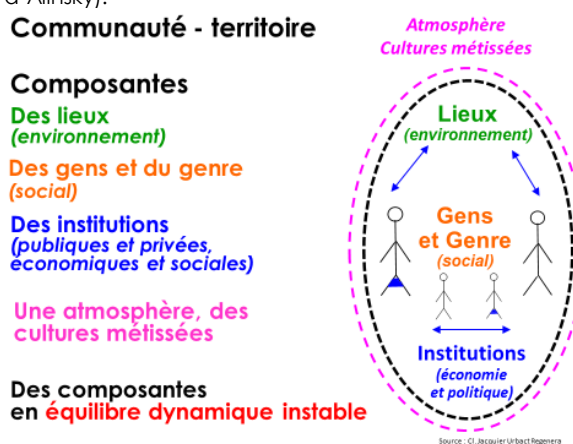 d'Alinsky).
Communauté - territoire
Composantes
Des lieux
(environnement)
Des gens et du genre
(social)
Des institutions
(publiques et privées,
économiques et sociales)
Une atmosphère, des
cultures métissées
Des composantes
en équilibre dynamique instable
Atmosphère
Cultures métissées
Lieux
(environnement)
Gens
et Genre
(social)
Institutions
(économie
et politique)
Source : Cl. Jacquier Urbact Regenera